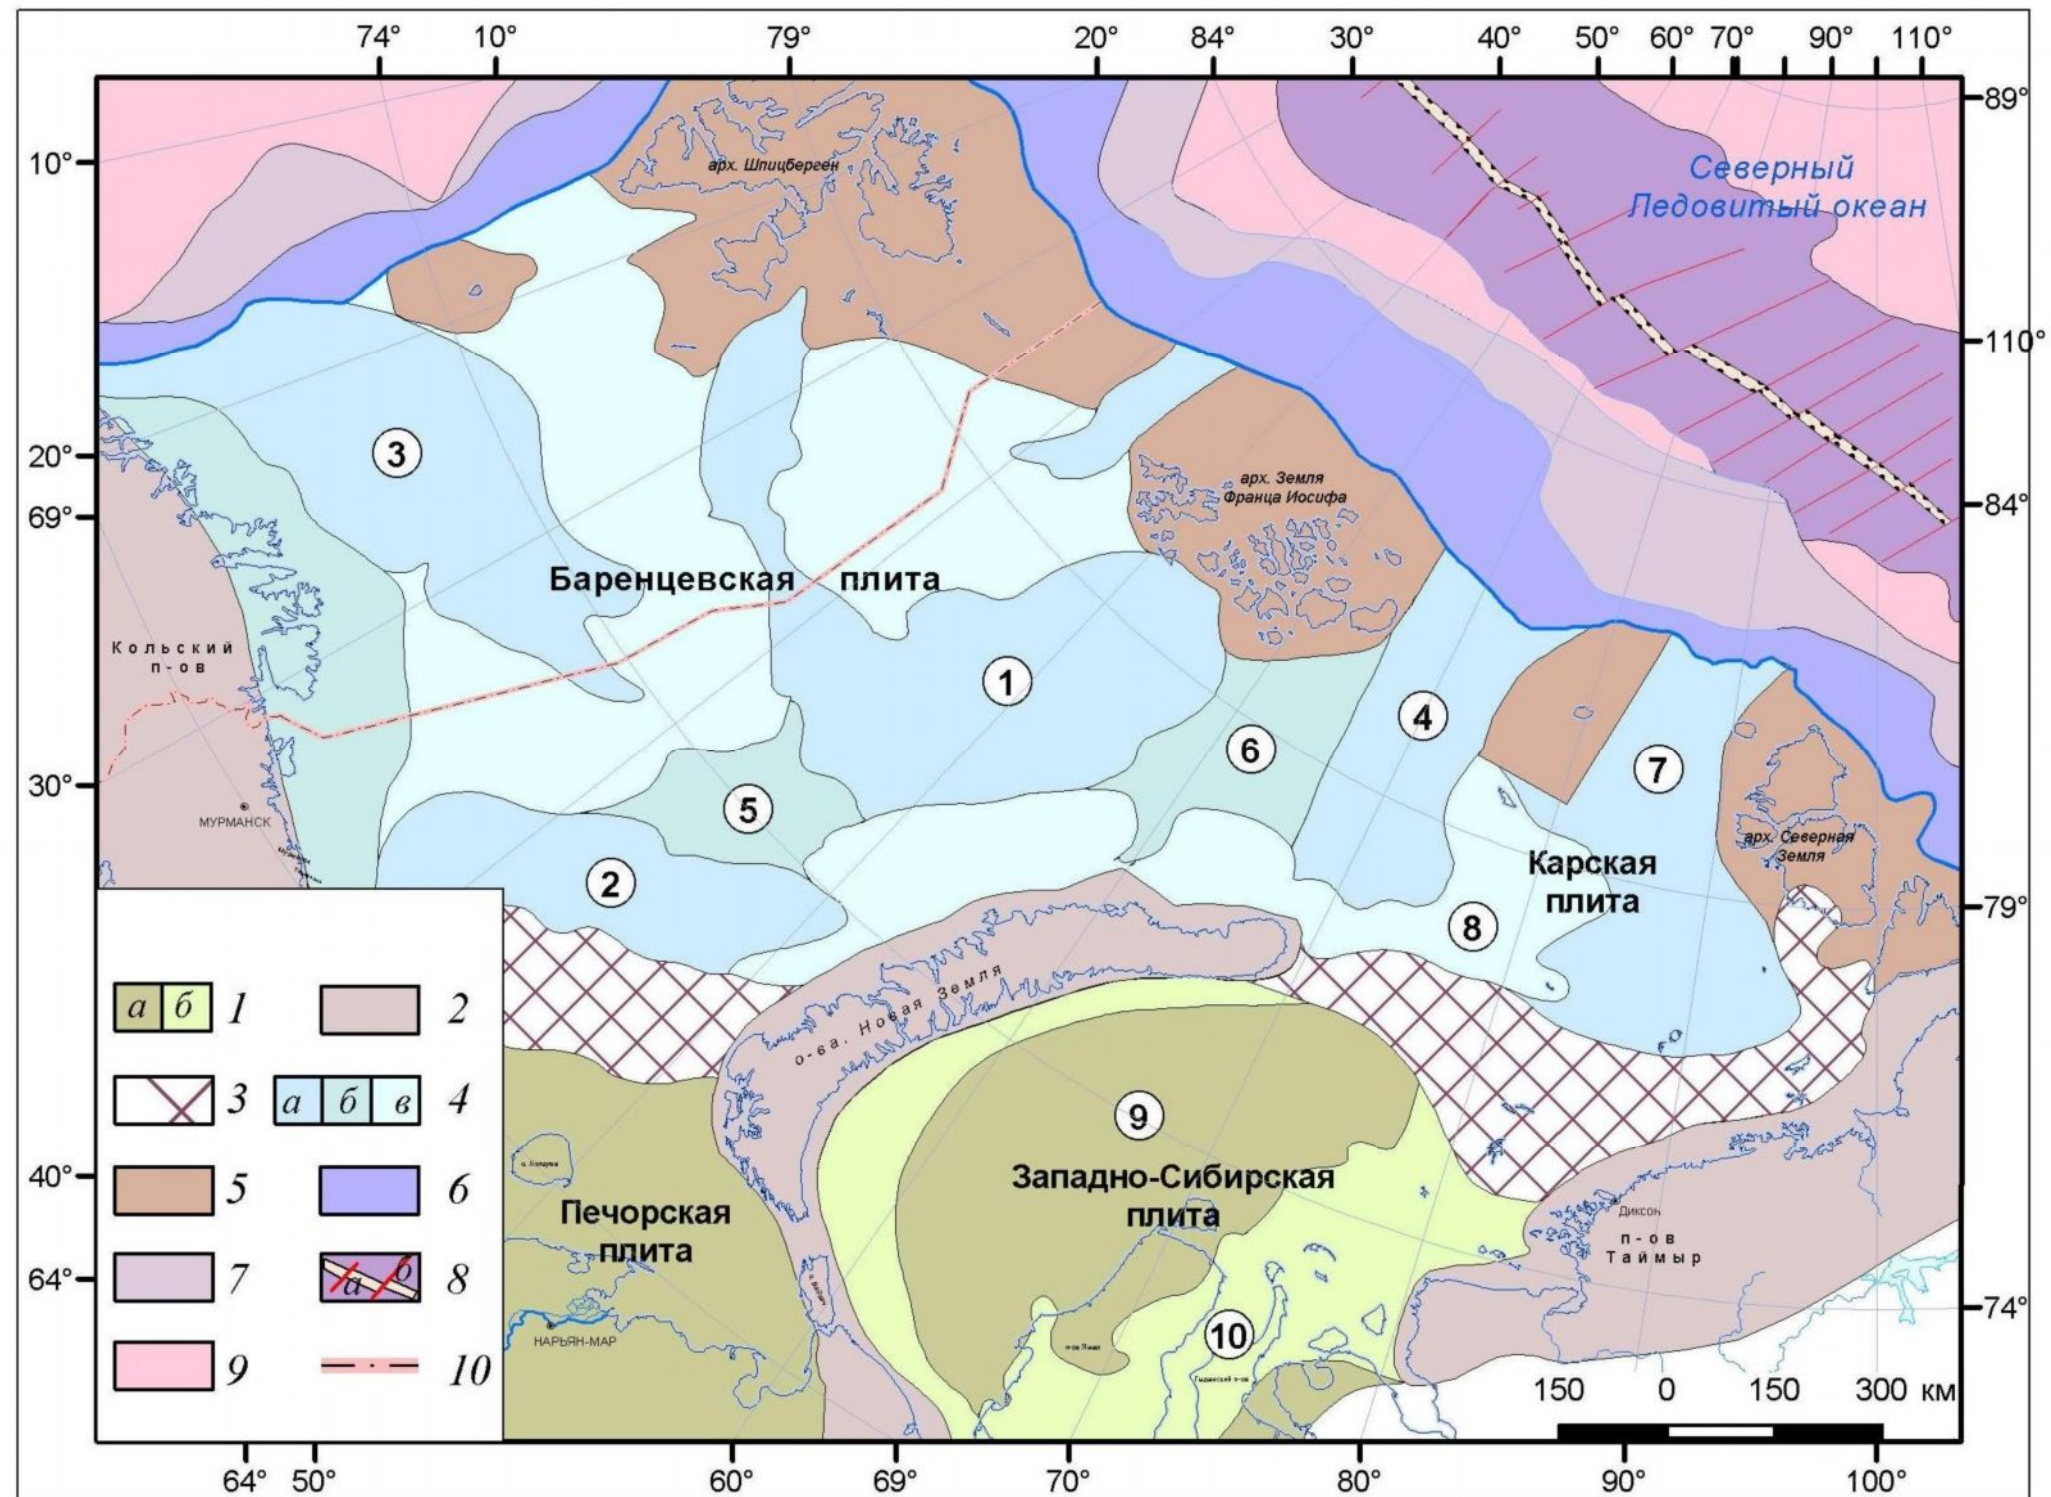 74° 10° 79° 20° 84° 30° 40° 50° 60° 70° 90° 110°
89°
10°
арх. Шпицберген
Северный
Ледовитый океан
110°
3
20°
арх. Земля
Франца Иосифа
69°
84°
Баренцевская плита
Кольский
п-ов
1
4
6
7
30°
5
МУРМАНСК
арх. Северная
Земля
Карская
плита
2
8
79°
о-ва. Новая Земля
а б 1
2
3
а б в 4
5
6
7
а б 8
9
10
9
40°
Западно-Сибирская
плита
Печорская
плита
Диксон
п-ов
Таймыр
64°
74°
10
НАРЬЯН-МАР
п-ов Ямал
Гыданский п-ов
150 0 150 300 км
64° 50° 60° 69° 70° 80° 90° 100°